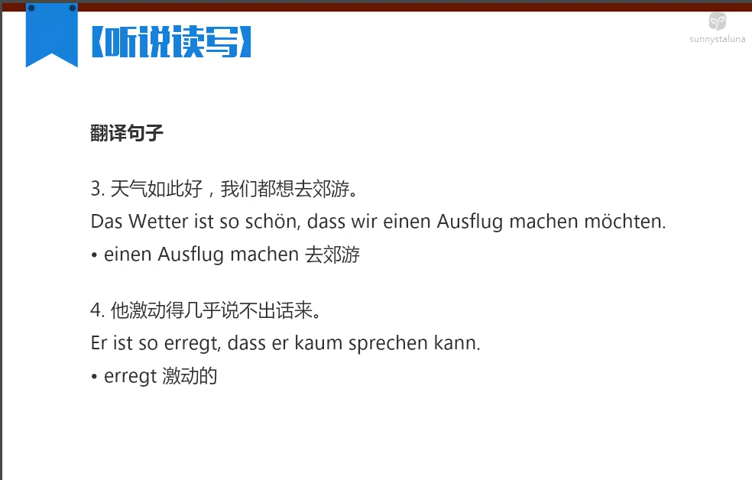 【听说读写】
sunnystaluna
翻译句子
3. 天气如此好，我们都想去郊游。
Das Wetter ist so schön, dass wir einen Ausflug machen möchten.
• einen Ausflug machen 去郊游
4. 他激动得几乎说不出话来。
Er ist so erregt, dass er kaum sprechen kann.
• erregt 激动的